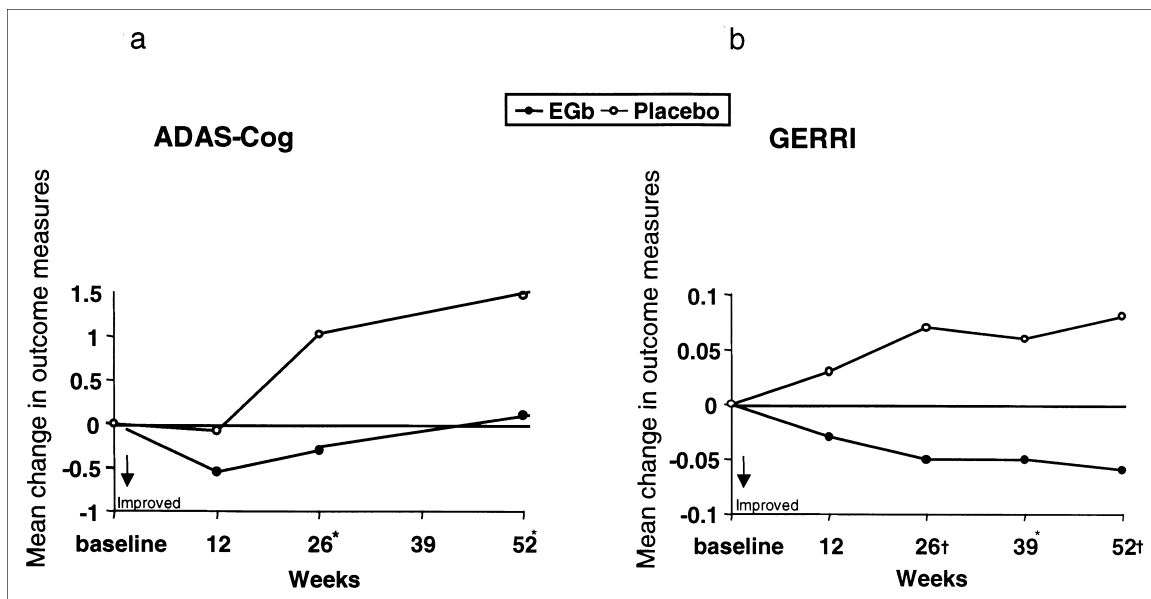 a
b
EGb Placebo
ADAS-Cog
GERRI
Mean change in outcome measures
1.5
1
0.5
0
-0.5
-1
Improved
baseline 12 26* 39 52*
Weeks
Mean change in outcome measures
0.1
0.05
0
-0.05
-0.1
Improved
baseline 12 26† 39* 52†
Weeks